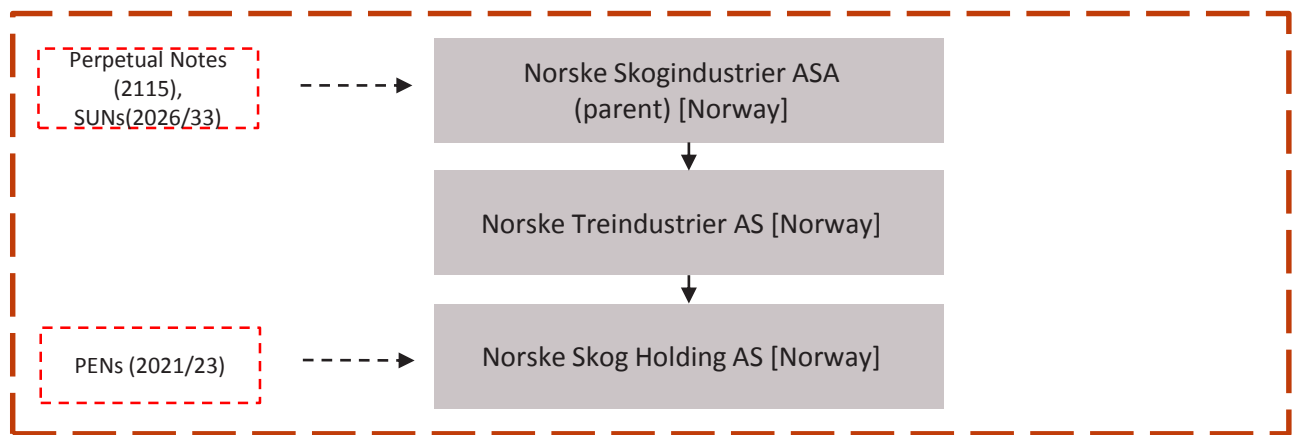 Perpetual Notes
(2115),
SUNs(2026/33)
Norske Skogindustrier ASA
(parent) [Norway]
Norske Treindustrier AS [Norway]
PENs (2021/23)
Norske Skog Holding AS [Norway]